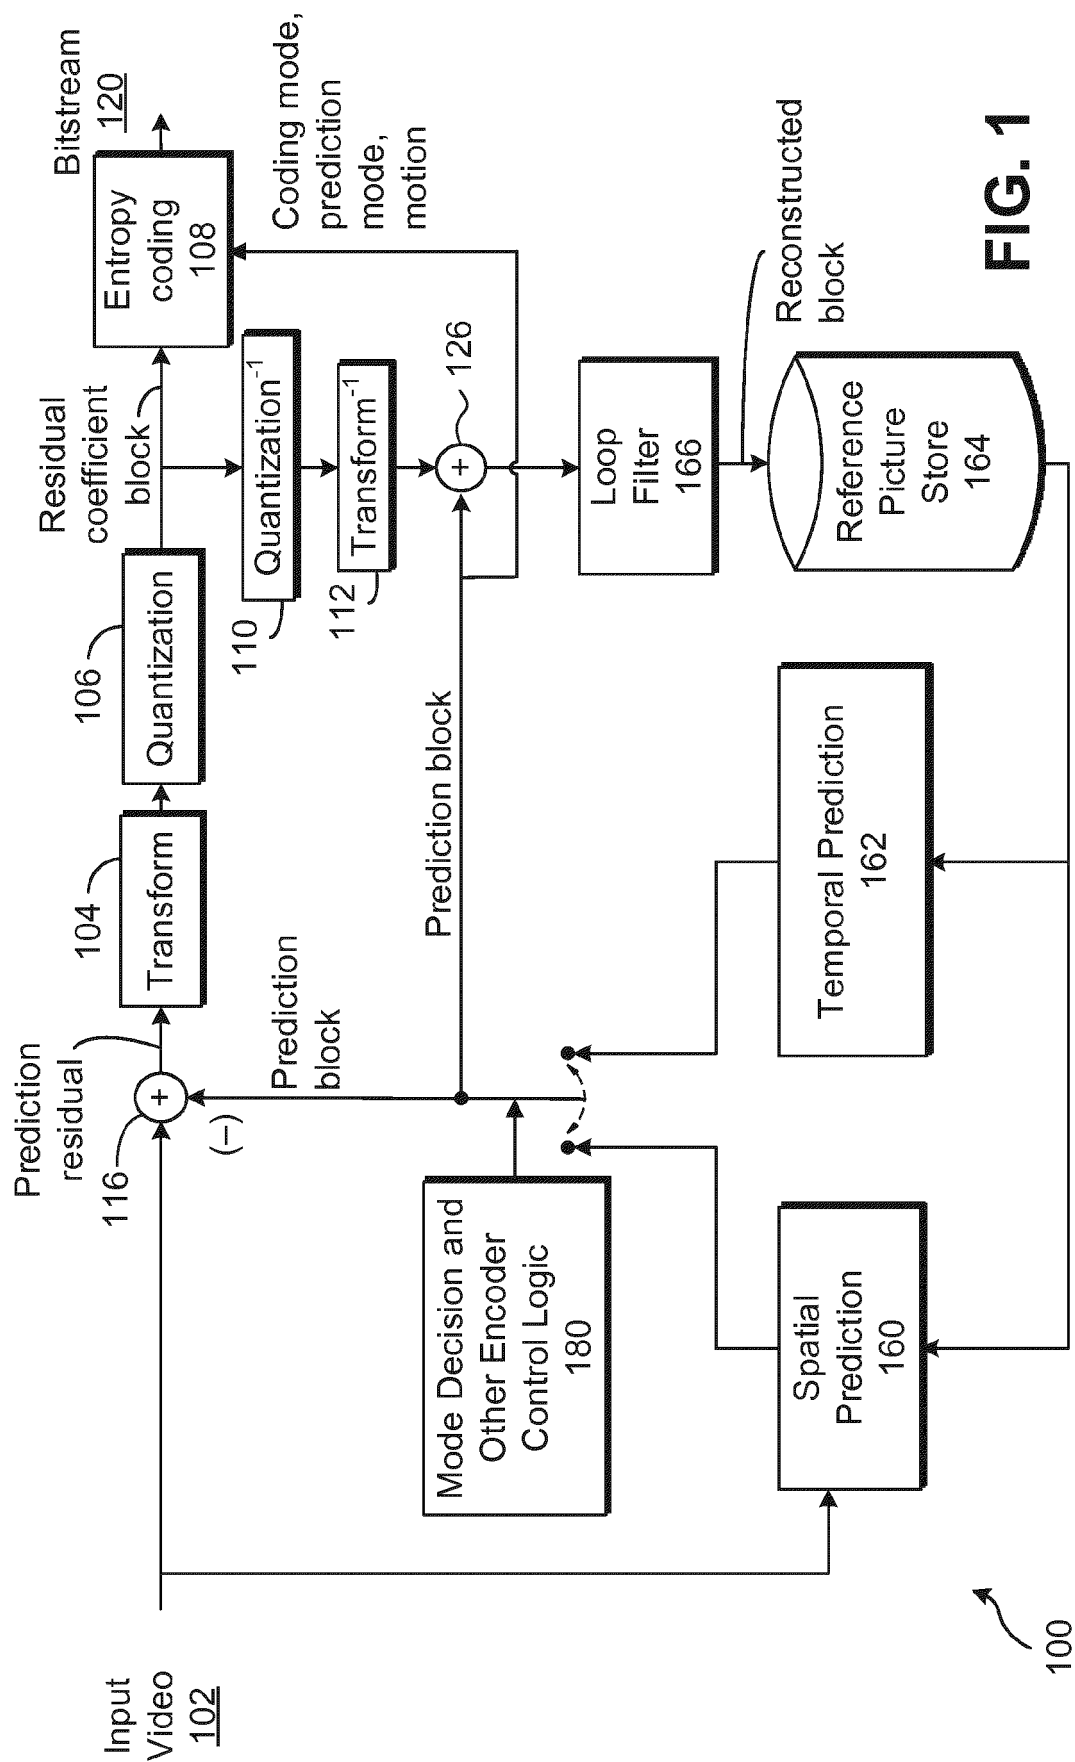 Input
Video
102
Prediction
residual
116
+
(–)
104
Transform
106
Quantization
Residual
coefficient
block
Entropy
coding
108
Bitstream
120
110
Quantization-1
112
Transform-1
+
126
Coding mode,
prediction
mode,
motion
Prediction
block
Prediction block
Mode Decision and
Other Encoder
Control Logic
180
Loop
Filter
166
Reconstructed
block
Spatial
Prediction
160
Temporal Prediction
162
Reference
Picture
Store
164
100
FIG. 1